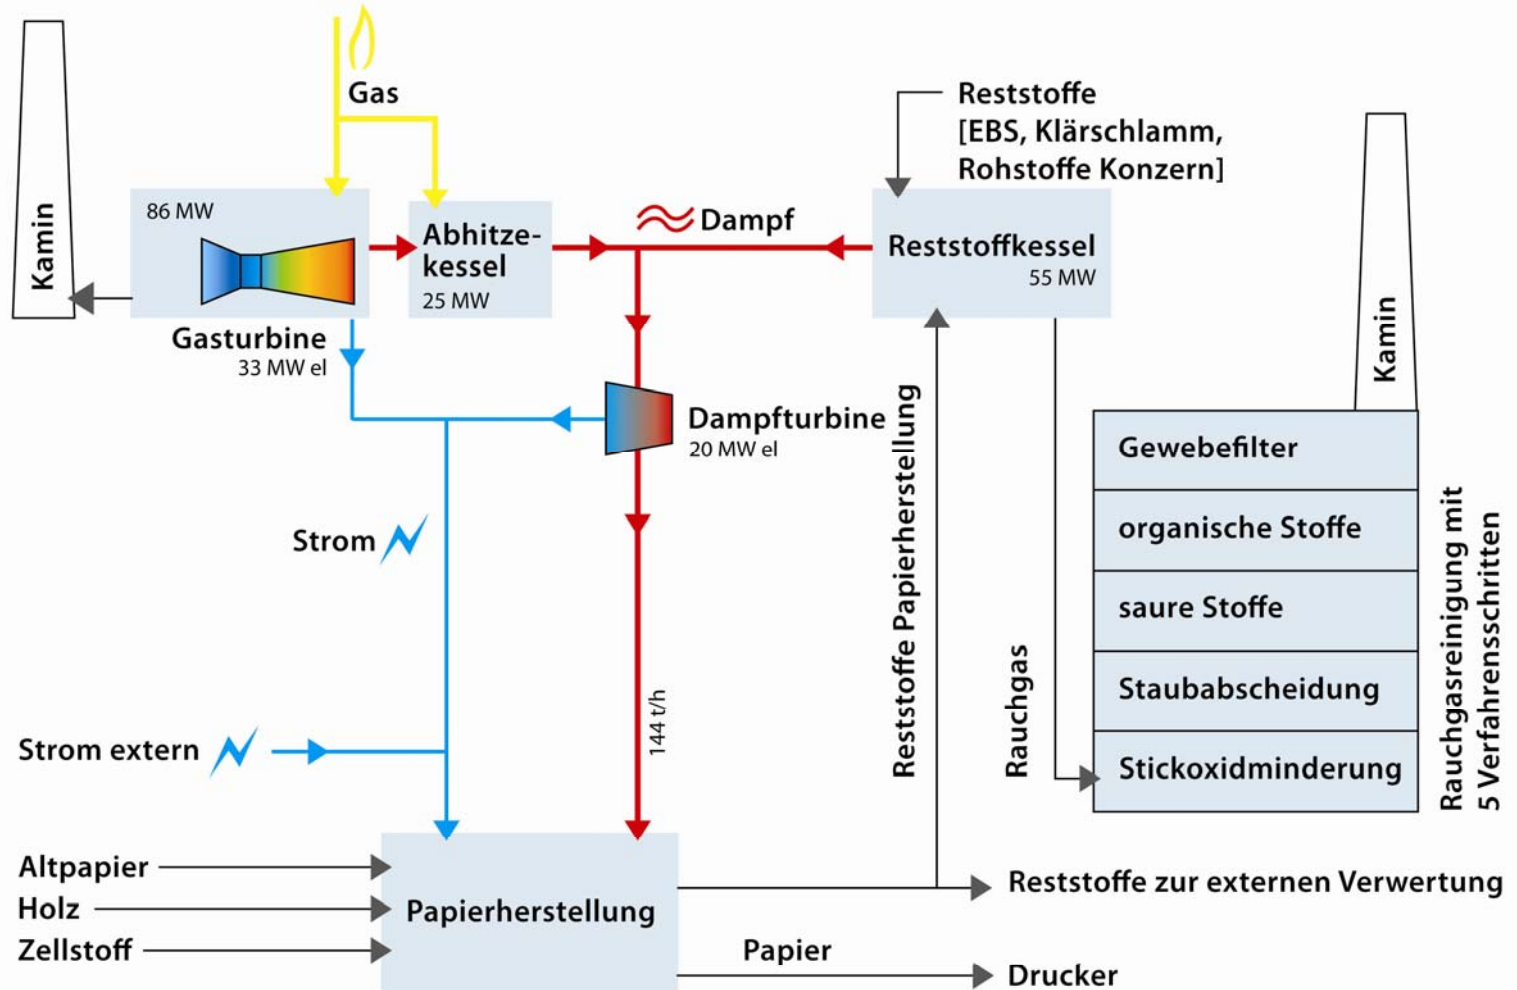 Kamin
Gas
86 MW
Gasturbine
33 MW el
Abhitze-
kessel
25 MW
Dampf
Reststoffe
[EBS, Klärschlamm,
Rohstoffe Konzern]
Reststoffkessel
55 MW
Dampfturbine
20 MW el
Strom
Strom extern
144 t/h
Reststoffe Papierherstellung
Rauchgas
Kamin
Gewebefilter
organische Stoffe
saure Stoffe
Staubabscheidung
Stickoxidminderung
Rauchgasreinigung mit
5 Verfahrensschritten
Altpapier
Holz
Zellstoff
Papierherstellung
Reststoffe zur externen Verwertung
Papier
Drucker